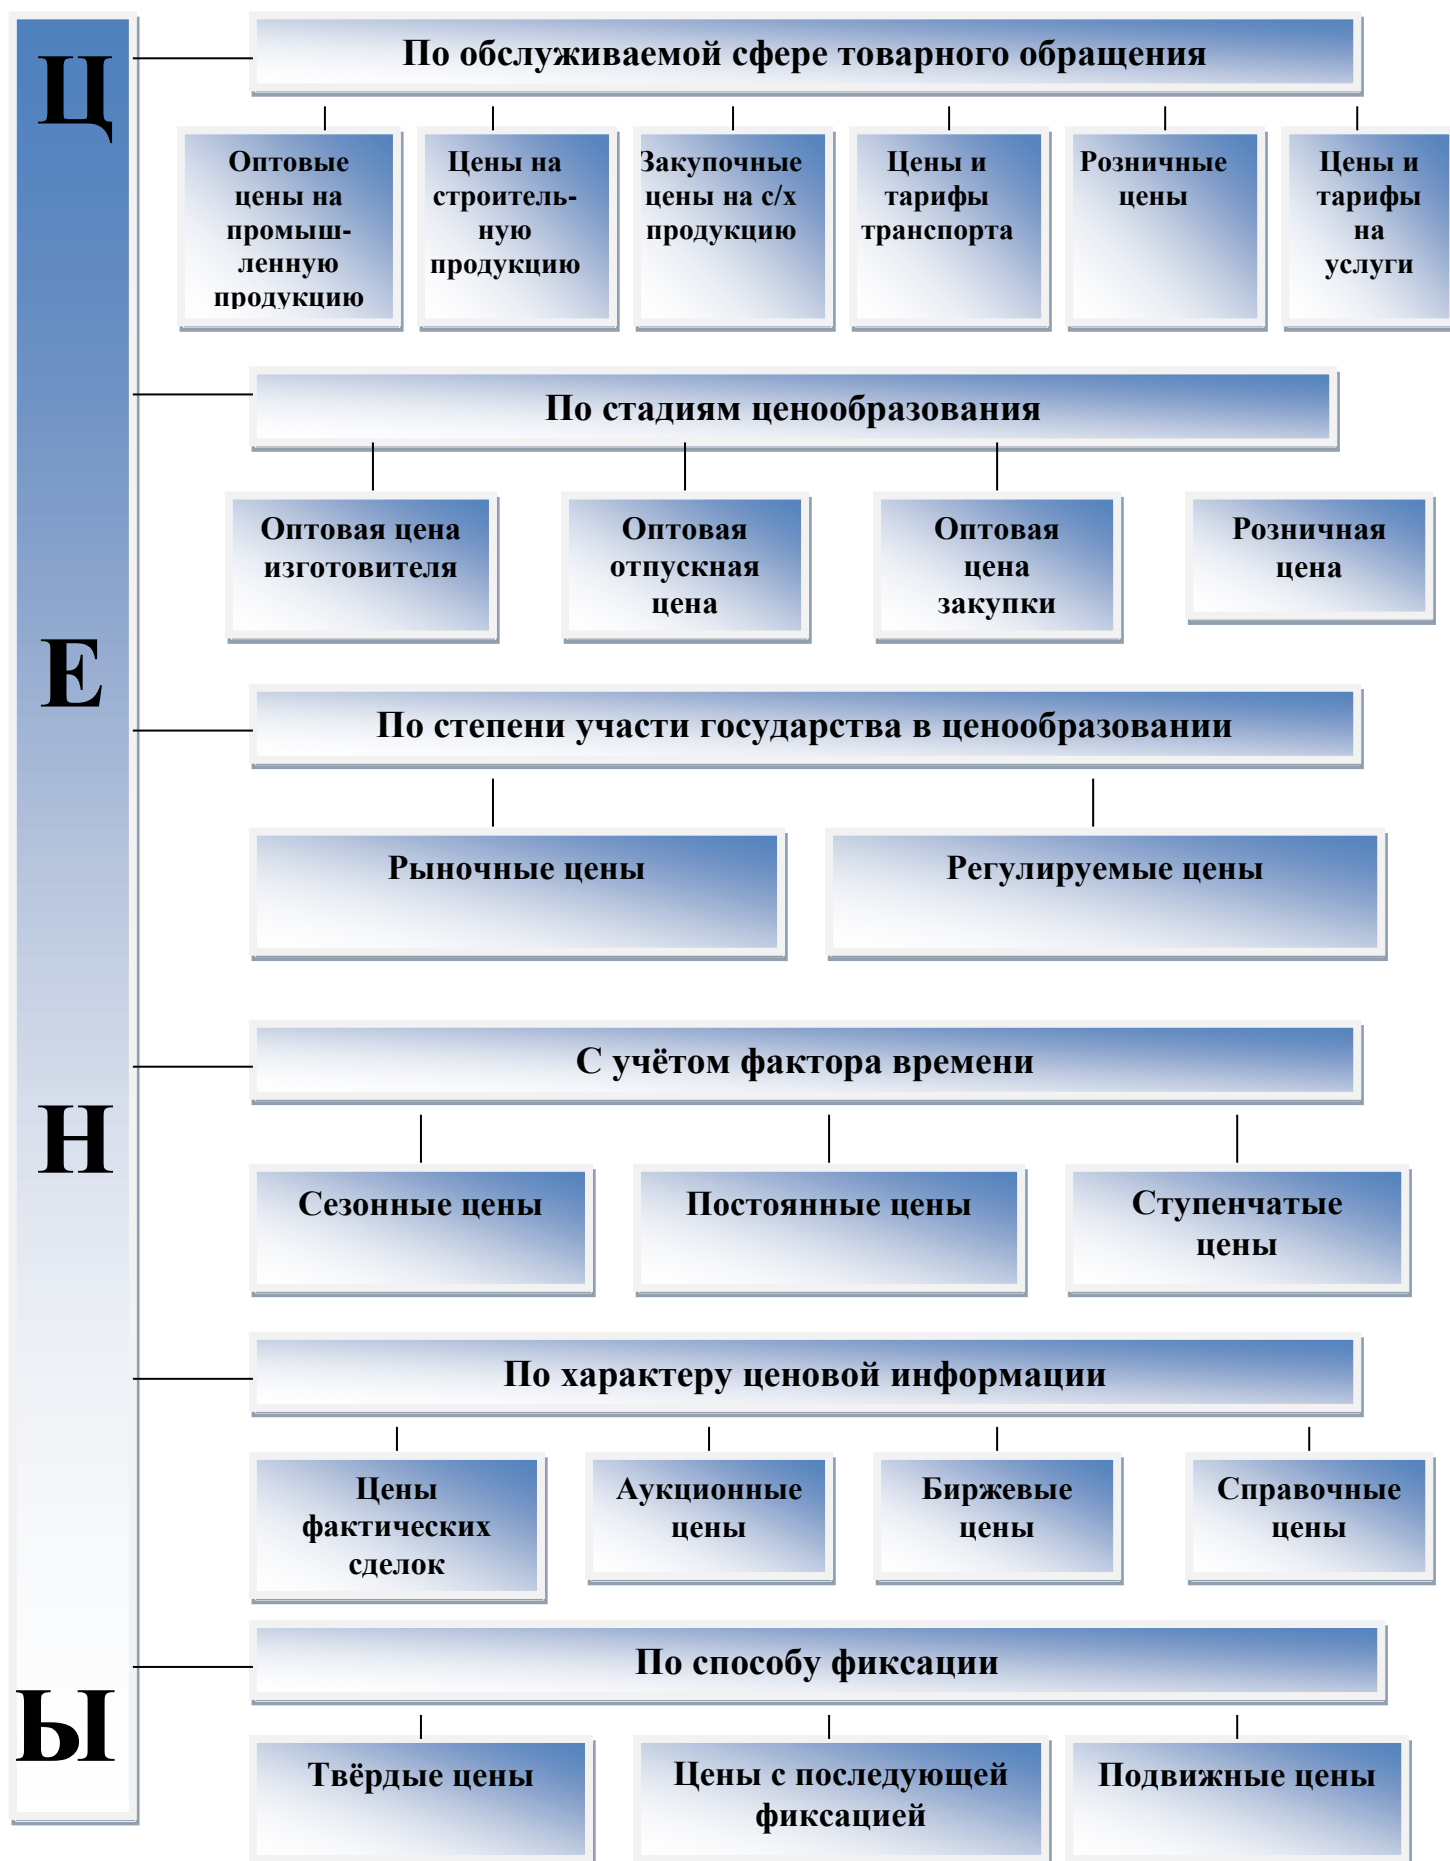 Ц
Е
Н
Ы
По обслуживаемой сфере товарного обращения
Оптовые
цены на
промыш-
ленную
продукцию
Цены на
строитель-
ную
продукцию
Закупочные
цены на с/х
продукцию
Цены и
тарифы
транспорта
Розничные
цены
Цены и
тарифы
на
услуги
По стадиям ценообразования
Оптовая цена
изготовителя
Оптовая
отпускная
цена
Оптовая
цена
закупки
Розничная
цена
По степени участи государства в ценообразовании
Рыночные цены
Регулируемые цены
С учётом фактора времени
Сезонные цены
Постоянные цены
Ступенчатые
цены
По характеру ценовой информации
Цены
фактических
сделок
Аукционные
цены
Биржевые
цены
Справочные
цены
По способу фиксации
Твёрдые цены
Цены с последующей
фиксацией
Подвижные цены